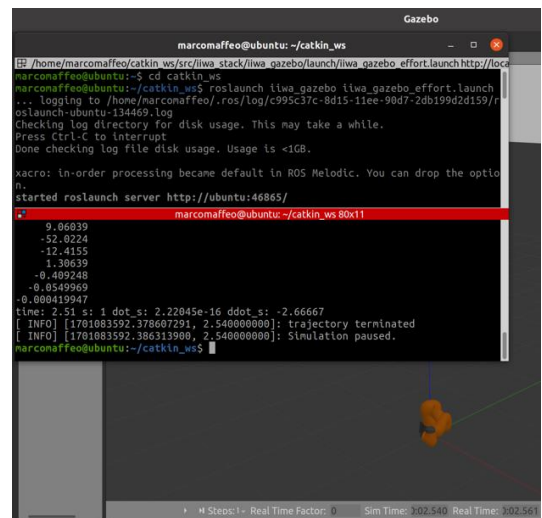 Gazebo
marcomaffeo@ubuntu: ~/catkin_ws
/home/marcomaffeo/catkin_ws/src/iiwa_stack/iiwa_gazebo/launch/iiwa_gazebo_effort.launch http://loca
marcomaffeo@ubuntu:~$ cd catkin_ws
marcomaffeo@ubuntu:~/catkin_ws$ roslaunch iiwa_gazebo iiwa_gazebo_effort.launch
... logging to /home/marcomaffeo/.ros/log/c995c37c-8d15-11ee-90d7-2db199d2d159/r
oslaunch-ubuntu-134469.log
Checking log directory for disk usage. This may take a while.
Press Ctrl-C to interrupt
Done checking log file disk usage. Usage is <1GB.
xacro: in-order processing became default in ROS Melodic. You can drop the optio
n.
started roslaunch server http://ubuntu:46865/
marcomaffeo@ubuntu: ~/catkin_ws 80x11
9.06039
-52.0224
-12.4155
1.30639
-0.409248
-0.0549969
-0.000419947
time: 2.51 s: 1 dot_s: 2.22045e-16 ddot_s: -2.66667
[ INFO] [1701083592.378607291, 2.540000000]: trajectory terminated
[ INFO] [1701083592.386313900, 2.540000000]: Simulation paused.
marcomaffeo@ubuntu:~/catkin_ws$
Steps: Real Time Factor: 0 Sim Time: 0:02.540 Real Time: 0:02.561